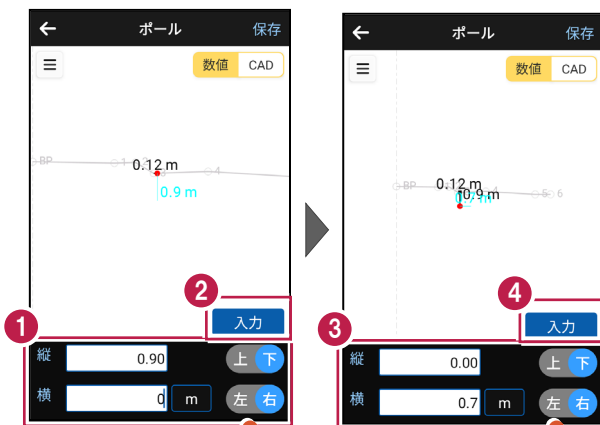 ポール 保存
数値 CAD
BP 1 2 0.12 m 4
0.9 m
2
入力
1
縦 0.90 上 下
横 0 m 左 右
ポール 保存
数値 CAD
BP 0.12 m 0.9 m 5 6
0.7 m
4
入力
3
縦 0.00 上 下
横 0.7 m 左 右